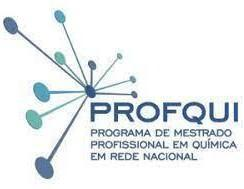 PROFQUI
PROGRAMA DE MESTRADO
PROFISSIONAL EM QUÍMICA
EM REDE NACIONAL